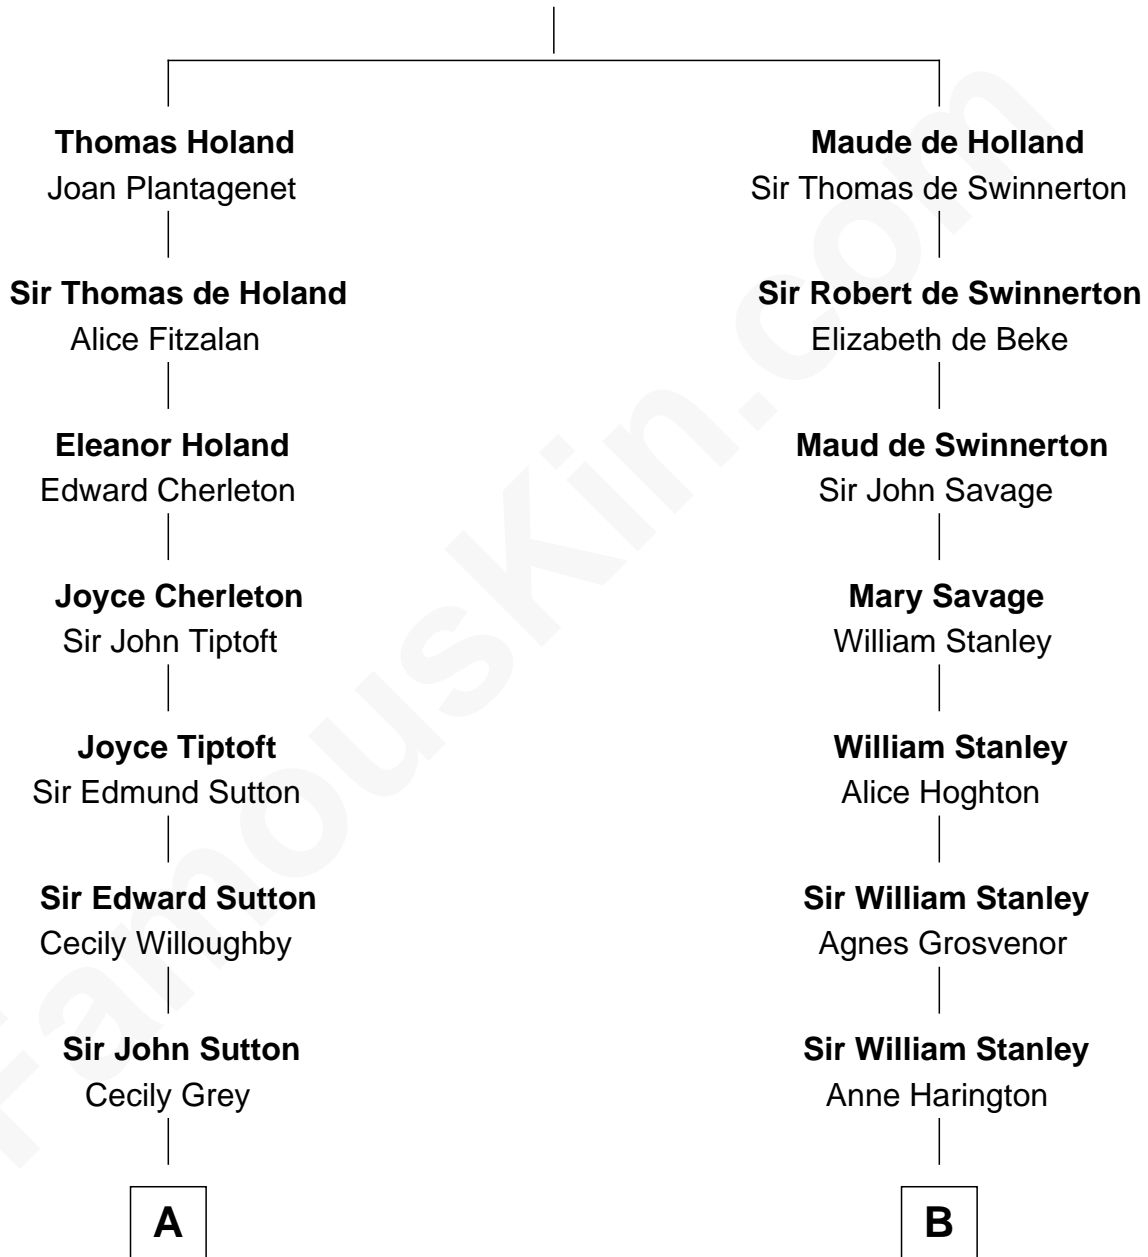 Thomas Holand
Joan Plantagenet
Sir Thomas de Holand
Alice Fitzalan
Eleanor Holand
Edward Cherleton
Joyce Cherleton
Sir John Tiptoft
Joyce Tiptoft
Sir Edmund Sutton
Sir Edward Sutton
Cecily Willoughby
Sir John Sutton
Cecily Grey
A
Maude de Holland
Sir Thomas de Swinnerton
Sir Robert de Swinnerton
Elizabeth de Beke
Maud de Swinnerton
Sir John Savage
Mary Savage
William Stanley
William Stanley
Alice Hoghton
Sir William Stanley
Agnes Grosvenor
Sir William Stanley
Anne Harington
B
FamousKin.com